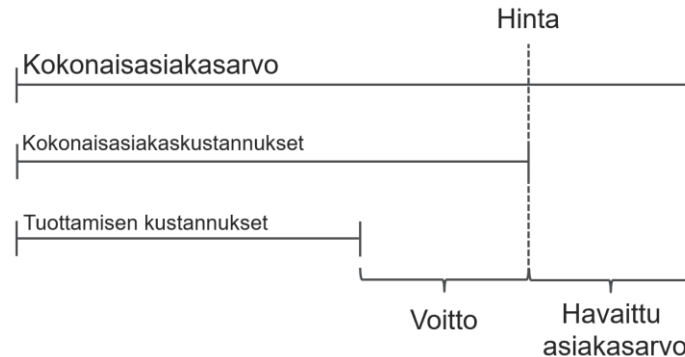 Hinta
Kokonaisasiakasarvo
Kokonaisasiakaskustannukset
Tuottamisen kustannukset
Voitto
Havaittu
asiakasarvo